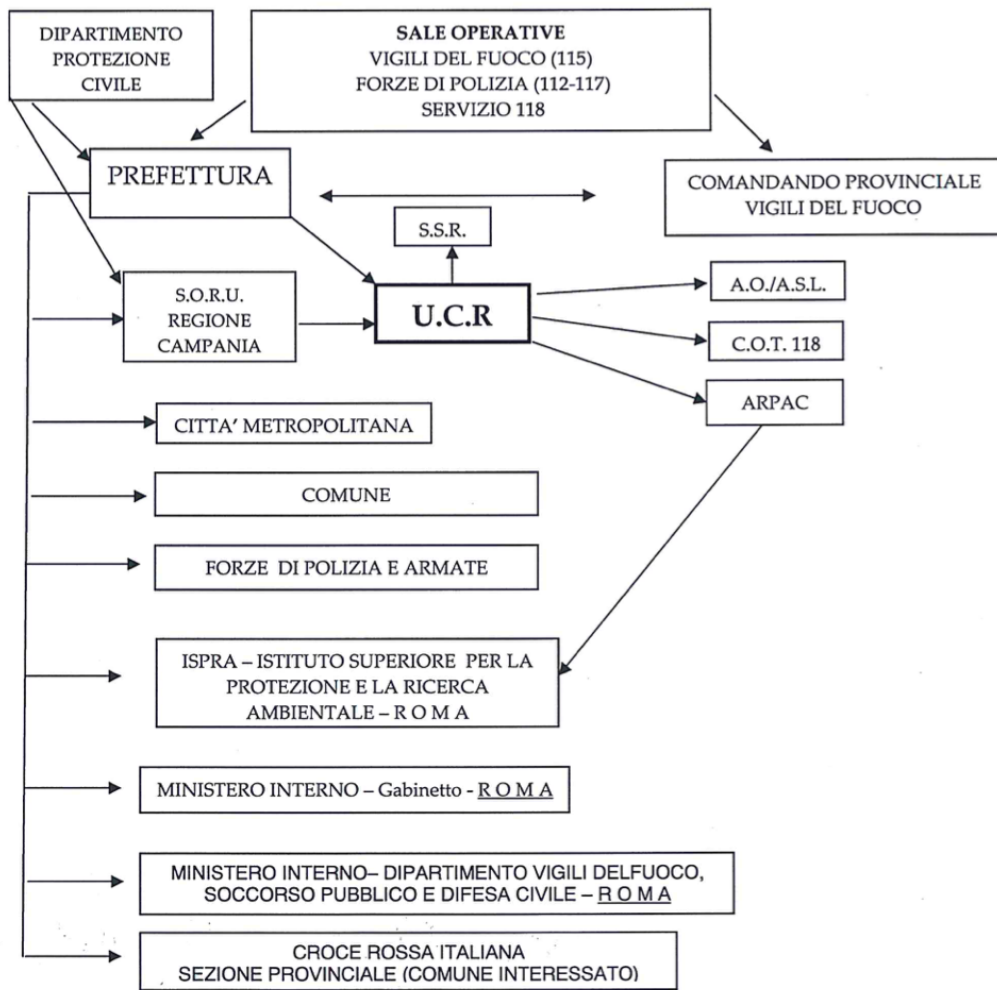 DIPARTIMENTO
PROTEZIONE
CIVILE
SALE OPERATIVE
VIGILI DEL FUOCO (115)
FORZE DI POLIZIA (112-117)
SERVIZIO 118
PREFETTURA
COMANDANDO PROVINCIALE
VIGILI DEL FUOCO
S.S.R.
S.O.R.U.
REGIONE
CAMPANIA
U.C.R
A.O./A.S.L.
C.O.T. 118
ARPAC
CITTA' METROPOLITANA
COMUNE
FORZE DI POLIZIA E ARMATE
ISPRA – ISTITUTO SUPERIORE PER LA
PROTEZIONE E LA RICERCA
AMBIENTALE – R O M A
MINISTERO INTERNO – Gabinetto - R O M A
MINISTERO INTERNO– DIPARTIMENTO VIGILI DELFUOCO,
SOCCORSO PUBBLICO E DIFESA CIVILE – R O M A
CROCE ROSSA ITALIANA
SEZIONE PROVINCIALE (COMUNE INTERESSATO)